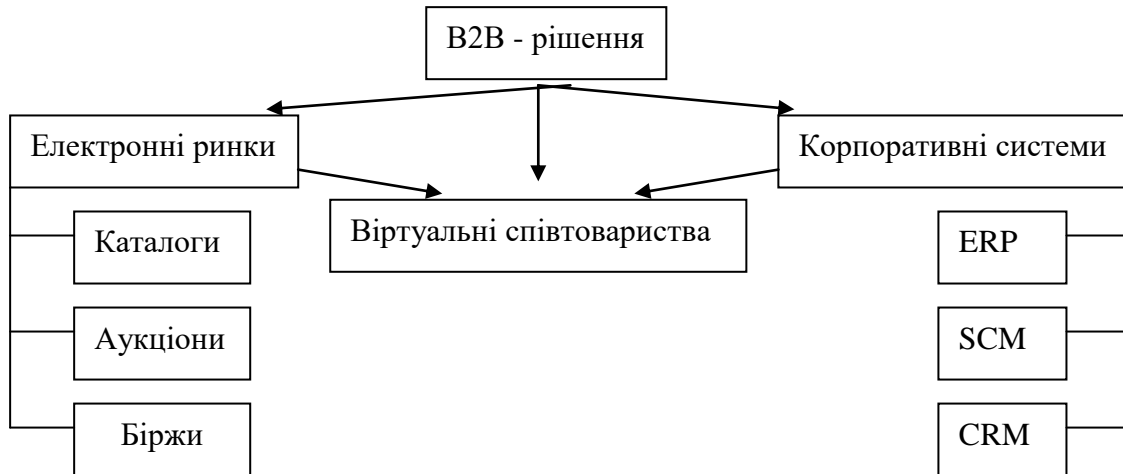 B2B - рішення
Електронні ринки
Корпоративні системи
Віртуальні співтовариства
Каталоги
ERP
Аукціони
SCM
Біржи
CRM